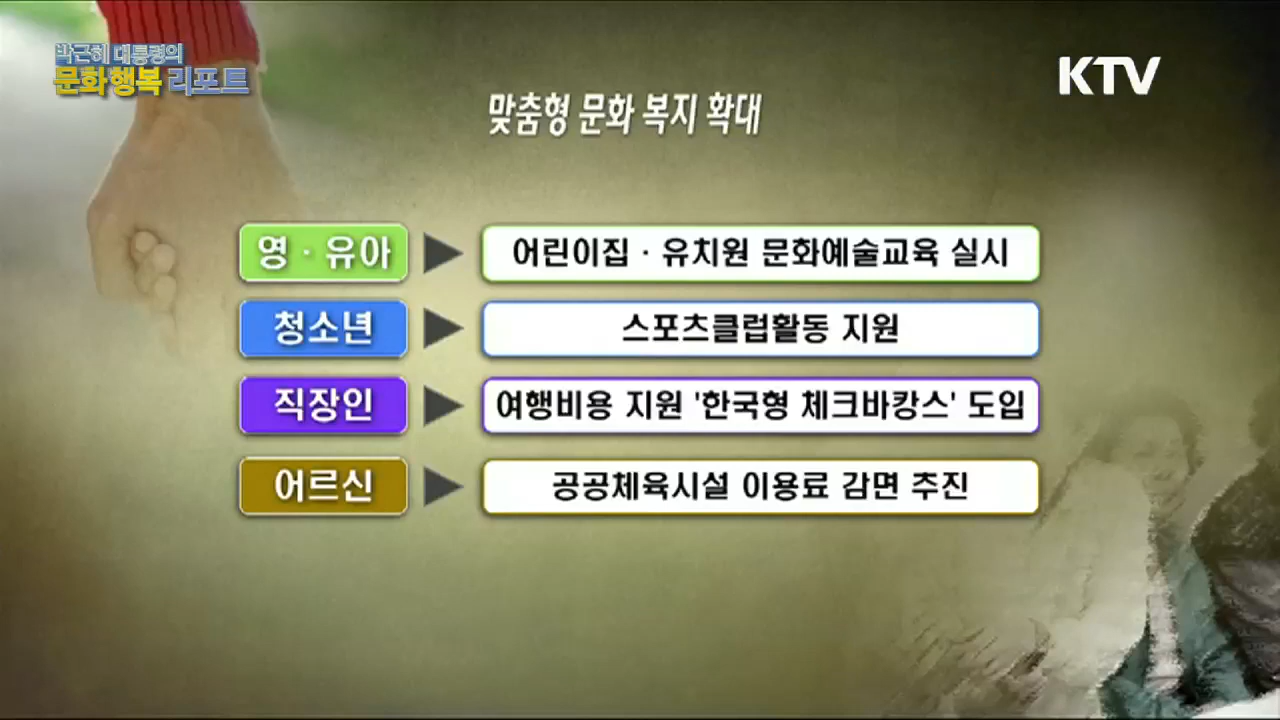 박근혜 대통령의
문화행복 리포트
KTV
맞춤형 문화 복지 확대
영 · 유아 ▶ 어린이집 · 유치원 문화예술교육 실시
청소년 ▶ 스포츠클럽활동 지원
직장인 ▶ 여행비용 지원 '한국형 체크바캉스' 도입
어르신 ▶ 공공체육시설 이용료 감면 추진